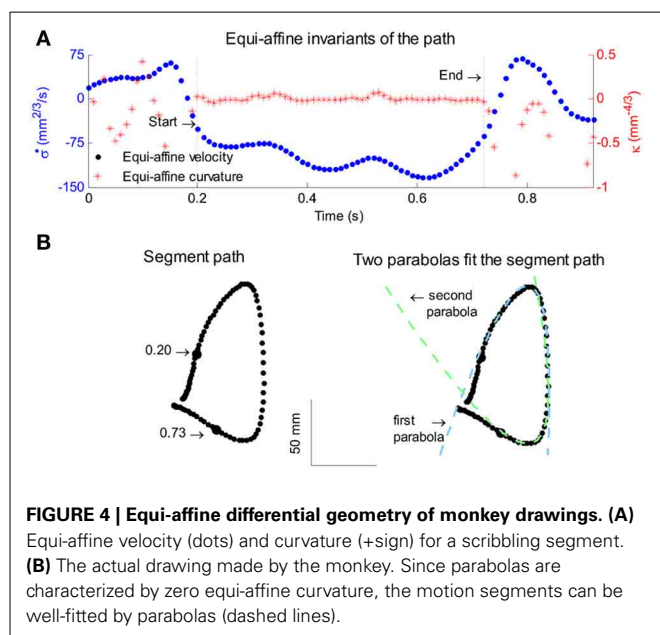 A
Equi-affine invariants of the path
75
0
-75
-150
σ̇ (mm2/3/s)
Start→
End →
Equi-affine velocity
Equi-affine curvature
0.5
0
-0.5
-1
κ (mm-4/3)
0 0.2 0.4 0.6 0.8
Time (s)
B
Segment path
Two parabolas fit the segment path
0.20 →
0.73 →
50 mm
← second
parabola
first →
parabola
FIGURE 4 | Equi-affine differential geometry of monkey drawings. (A)
Equi-affine velocity (dots) and curvature (+sign) for a scribbling segment.
(B) The actual drawing made by the monkey. Since parabolas are
characterized by zero equi-affine curvature, the motion segments can be
well-fitted by parabolas (dashed lines).